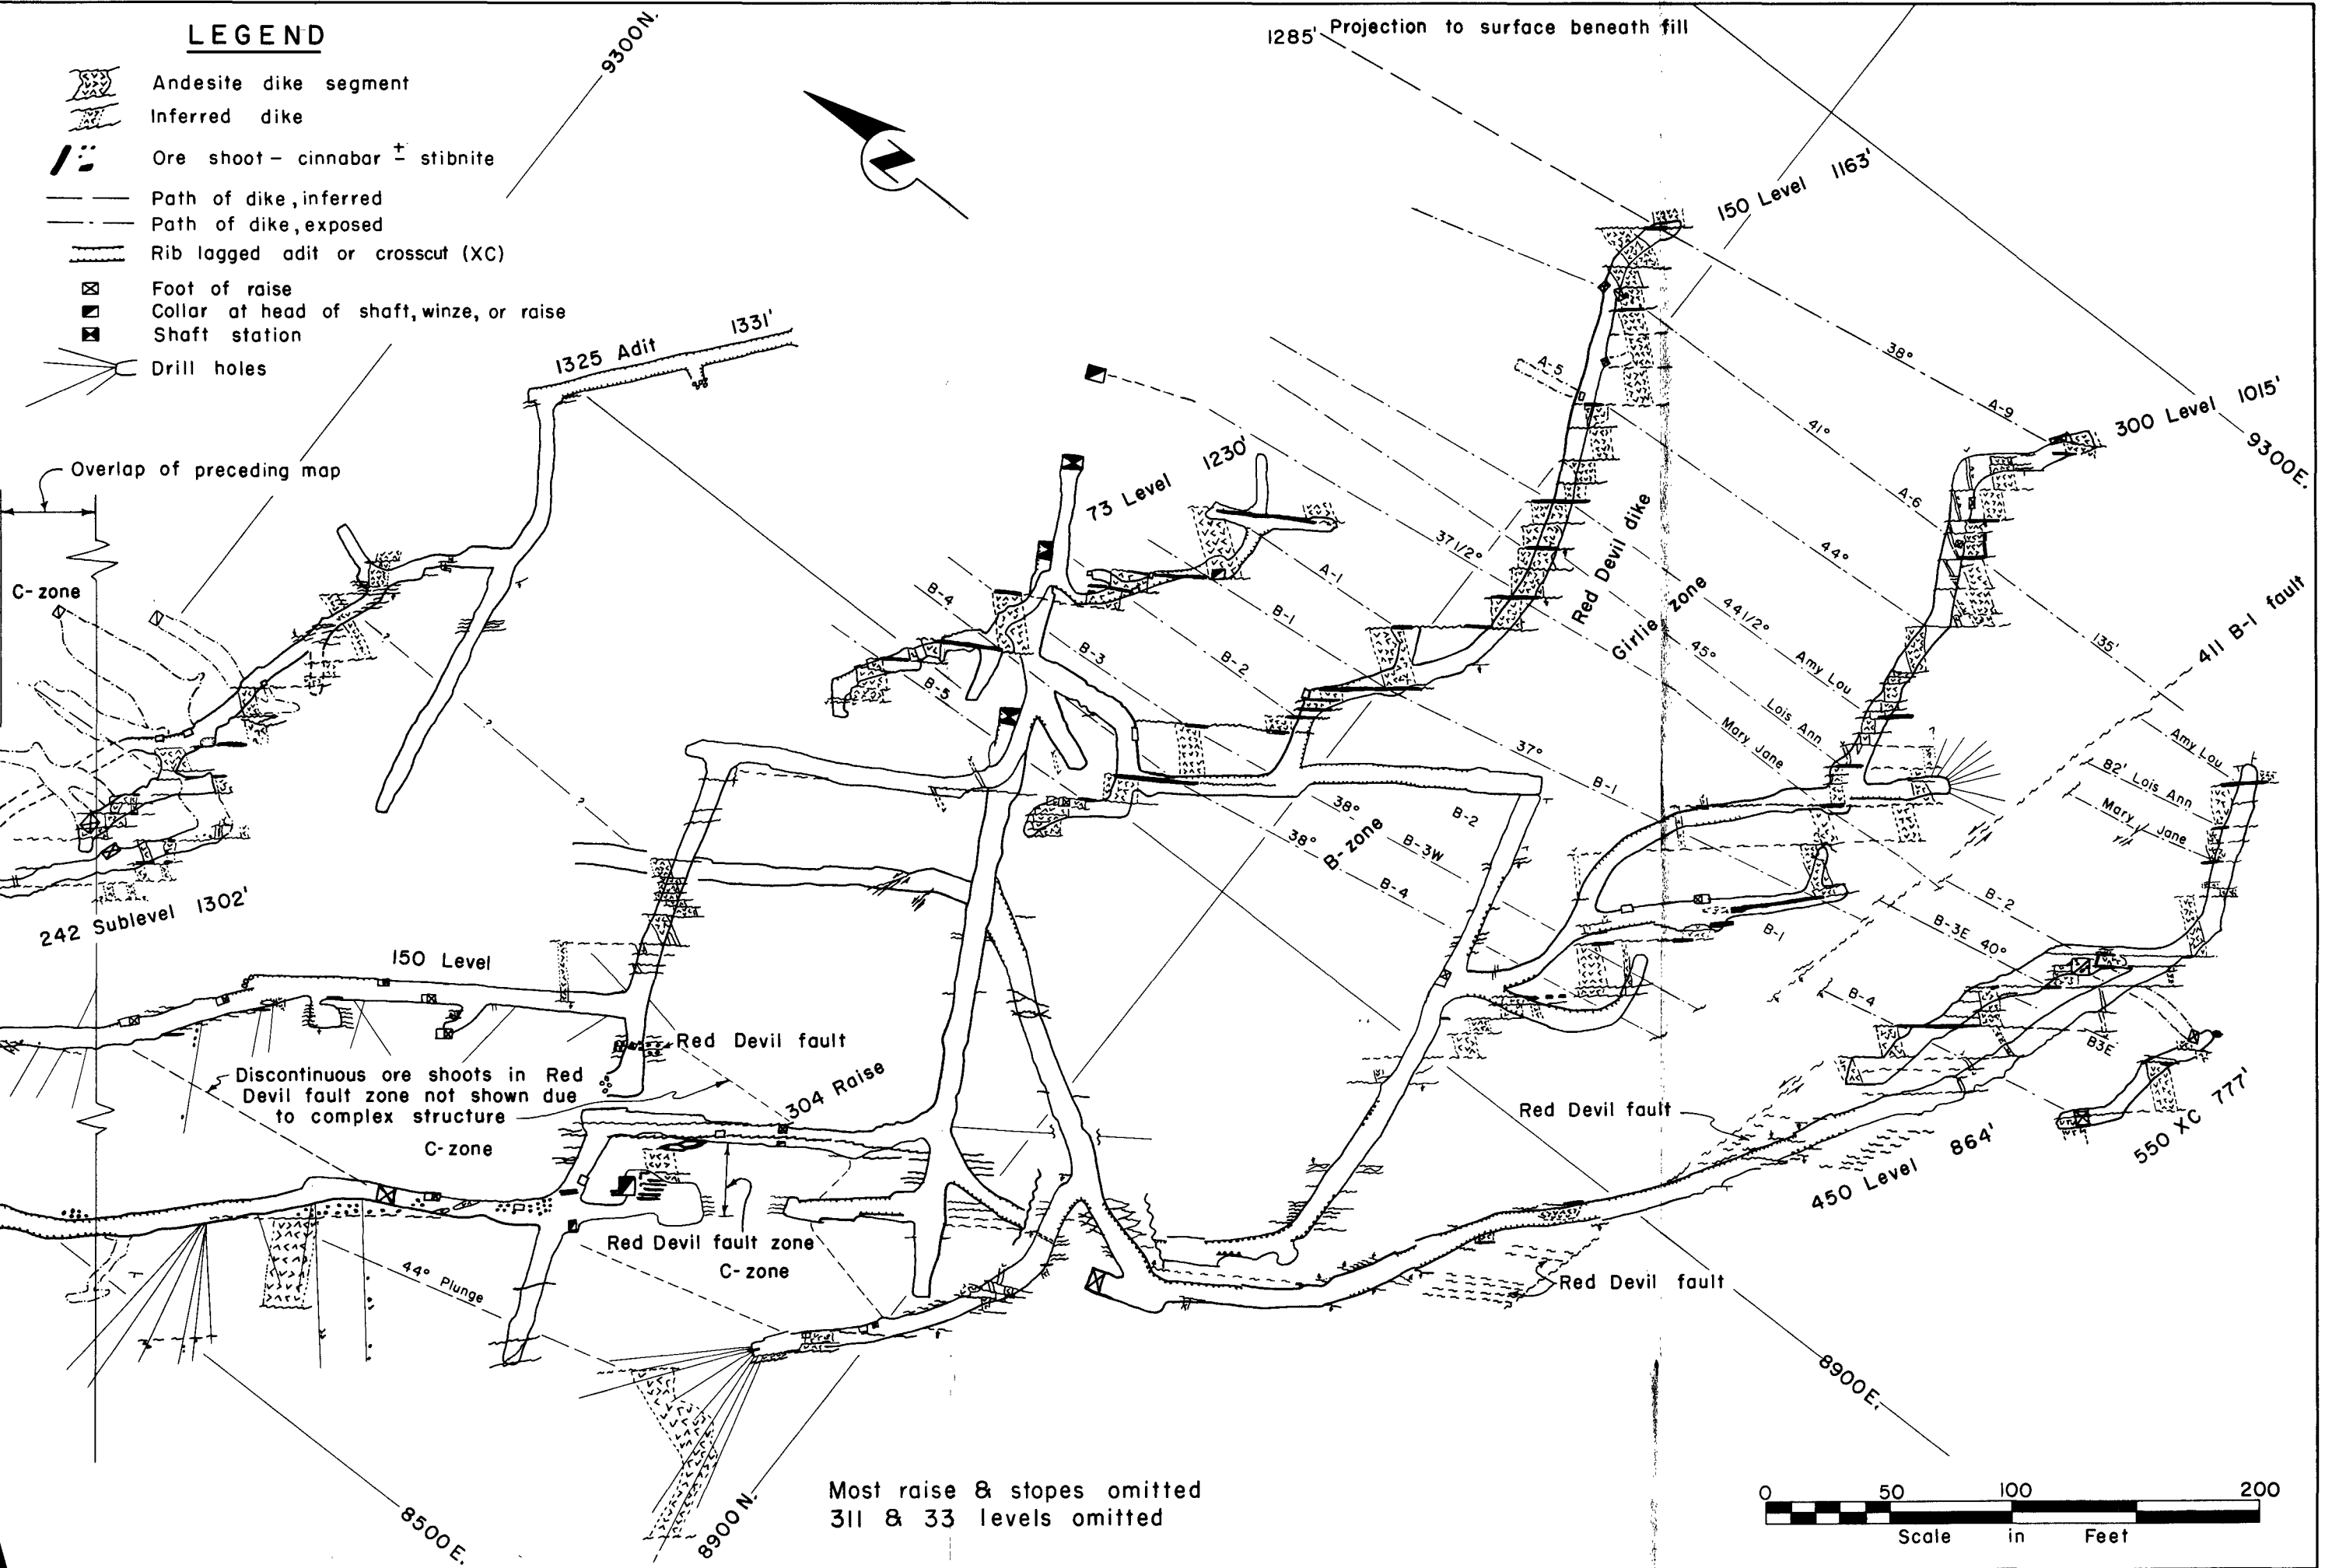 LEGEND
Andesite dike segment
Inferred dike
Ore shoot – cinnabar ± stibnite
Path of dike, inferred
Path of dike, exposed
Rib lagged adit or crosscut (XC)
Foot of raise
Collar at head of shaft, winze, or raise
Shaft station
Drill holes
9300N.
N
1285' Projection to surface beneath fill
150 Level 1163'
300 Level 1015'
9300E.
1325 Adit 1331'
Overlap of preceding map
C-zone
242 Sublevel 1302'
73 Level 1230'
38°
A-9
41°
A-6
44°
135'
A-5
37 1/2°
Red Devil dike
Girlie zone
44 1/2°
45°
Amy Lou
Lois Ann
Mary Jane
411 B-1 fault
Amy Lou
82' Lois Ann
Mary Jane
A-1
B-1
B-2
B-3
B-4
B-5
37°
B-1
38°
B-2
38°
B-zone
B-3W
B-4
?
?
?
B-1
B-2
B-3E 40°
B-4
B3E
150 Level
Red Devil fault
Discontinuous ore shoots in Red
Devil fault zone not shown due
to complex structure
C-zone
304 Raise
Red Devil fault zone
C-zone
44° Plunge
Red Devil fault
450 Level 864'
550 XC 777'
Red Devil fault
8900E.
8500E.
8900N.
Most raise & stopes omitted
311 & 33 levels omitted
0 50 100 200
Scale in Feet